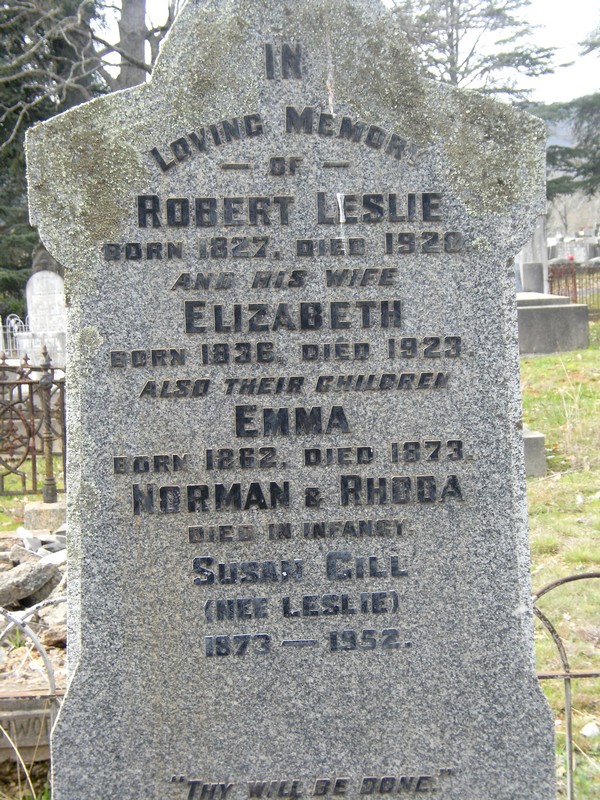 IN
LOVING MEMORY
— OF —
ROBERT LESLIE
BORN 1827, DIED 1920.
AND HIS WIFE
ELIZABETH
BORN 1836, DIED 1923.
ALSO THEIR CHILDREN
EMMA
BORN 1862, DIED 1873.
NORMAN & RHODA
DIED IN INFANCY.
SUSAN GILL
(NEE LESLIE)
1873 — 1952.
"THY WILL BE DONE."